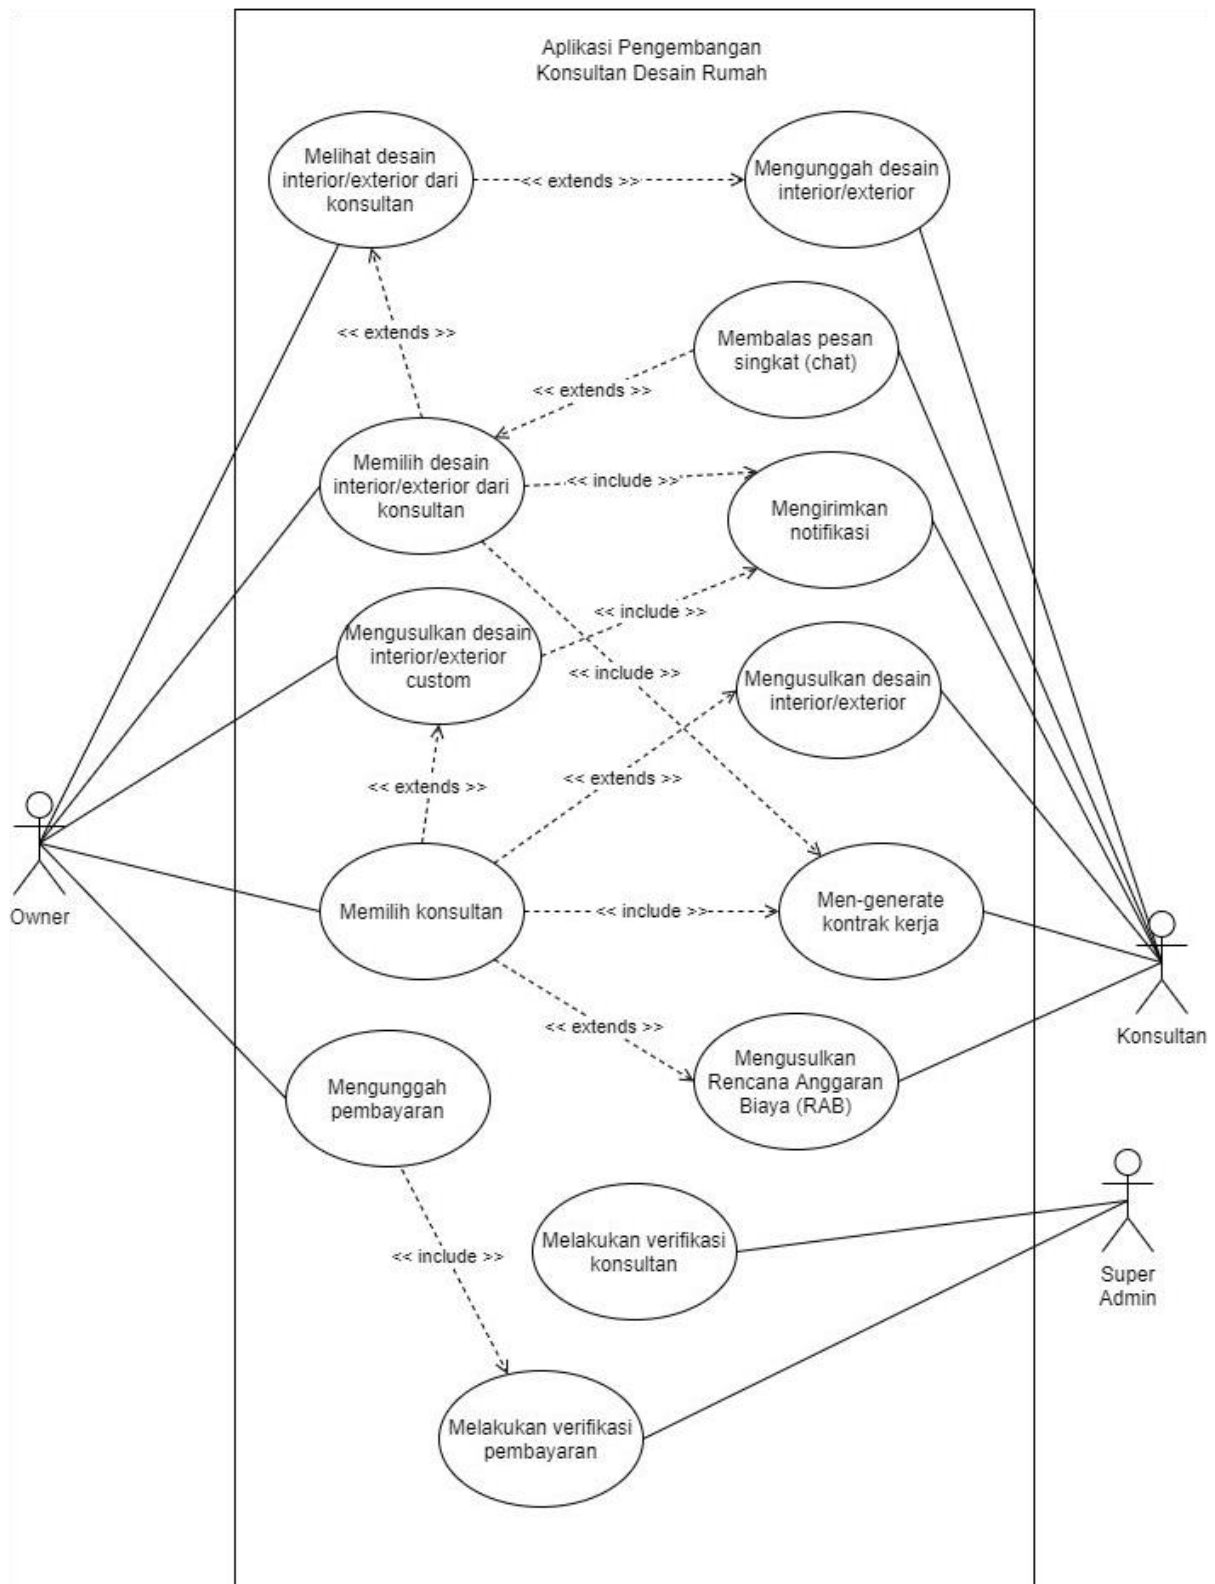 Aplikasi Pengembangan
Konsultan Desain Rumah
Melihat desain
interior/exterior dari
konsultan
<< extends >>
Mengunggah desain
interior/exterior
<< extends >>
Membalas pesan
singkat (chat)
<< extends >>
Memilih desain
interior/exterior dari
konsultan
<< include >>
Mengirimkan
notifikasi
<< include >>
Mengusulkan desain
interior/exterior
custom
<< include >>
Mengusulkan desain
interior/exterior
<< extends >>
<< extends >>
Owner
Memilih konsultan
<< include >>
Men-generate
kontrak kerja
Konsultan
<< extends >>
Mengusulkan
Rencana Anggaran
Biaya (RAB)
Mengunggah
pembayaran
<< include >>
Melakukan verifikasi
konsultan
Super
Admin
Melakukan verifikasi
pembayaran